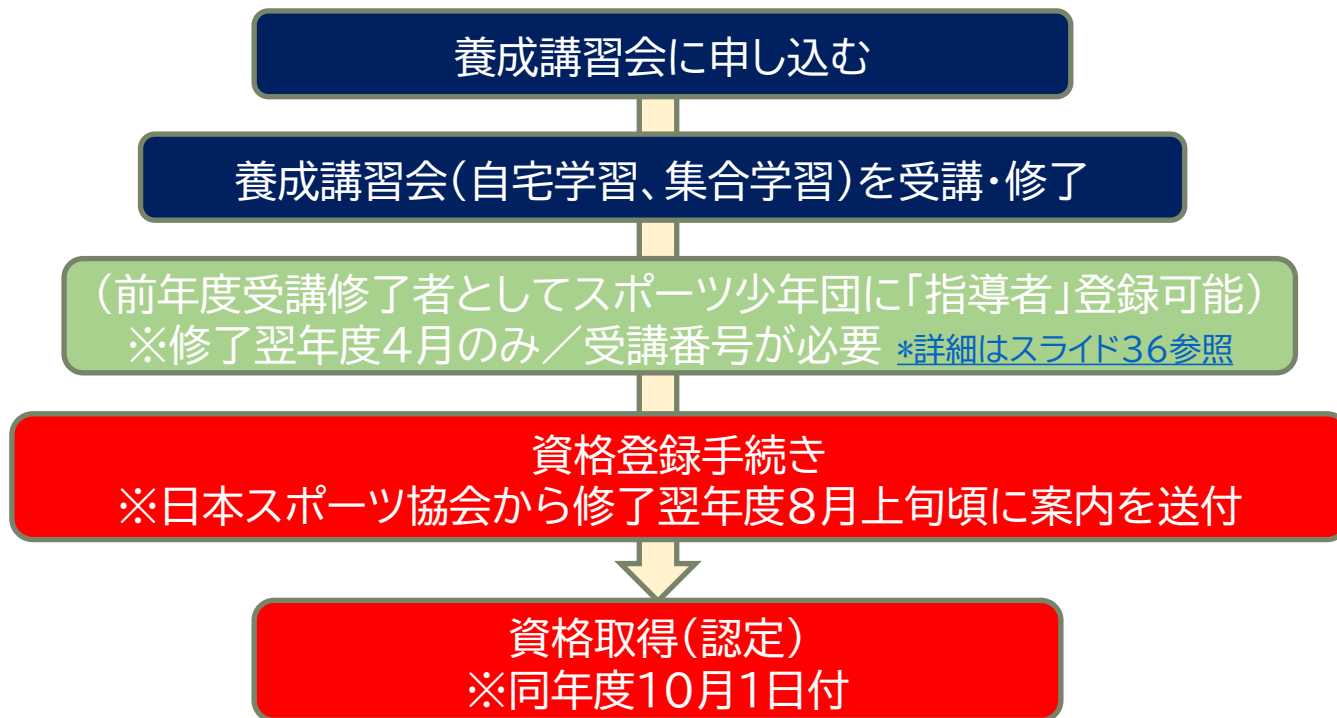 養成講習会に申し込む
養成講習会(自宅学習、集合学習)を受講・修了
(前年度受講修了者としてスポーツ少年団に「指導者」登録可能)
※修了翌年度4月のみ/受講番号が必要 *詳細はスライド36参照
資格登録手続き
※日本スポーツ協会から修了翌年度8月上旬頃に案内を送付
資格取得(認定)
※同年度10月1日付